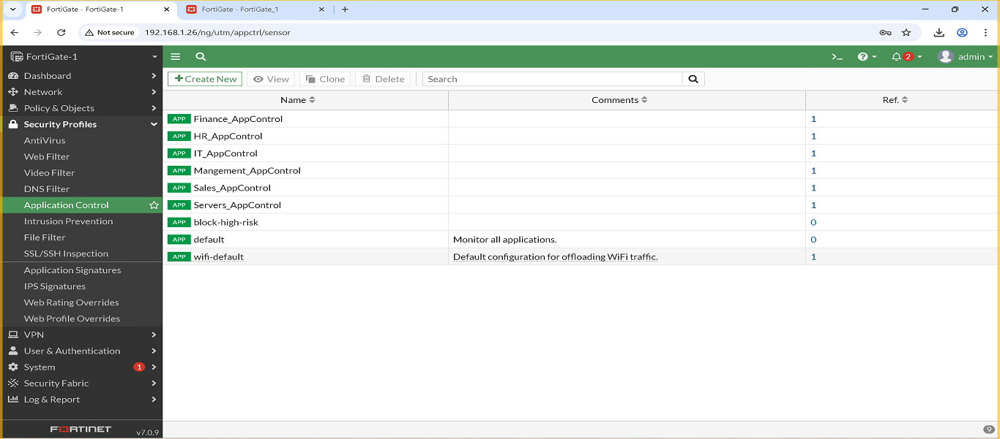 FortiGate - FortiGate-1
FortiGate - FortiGate_1
Not secure
192.168.1.26/ng/utm/appctrl/sensor
FortiGate-1
>_
2
admin
Dashboard
Network
Policy & Objects
Security Profiles
AntiVirus
Web Filter
Video Filter
DNS Filter
Application Control
Intrusion Prevention
File Filter
SSL/SSH Inspection
Application Signatures
IPS Signatures
Web Rating Overrides
Web Profile Overrides
VPN
User & Authentication
System 1
Security Fabric
Log & Report
FORTINET v7.0.9
+Create New View Clone Delete Search
Name Comments Ref.
APP Finance_AppControl 1
APP HR_AppControl 1
APP IT_AppControl 1
APP Mangement_AppControl 1
APP Sales_AppControl 1
APP Servers_AppControl 1
APP block-high-risk 0
APP default Monitor all applications. 0
APP wifi-default Default configuration for offloading WiFi traffic. 1
9